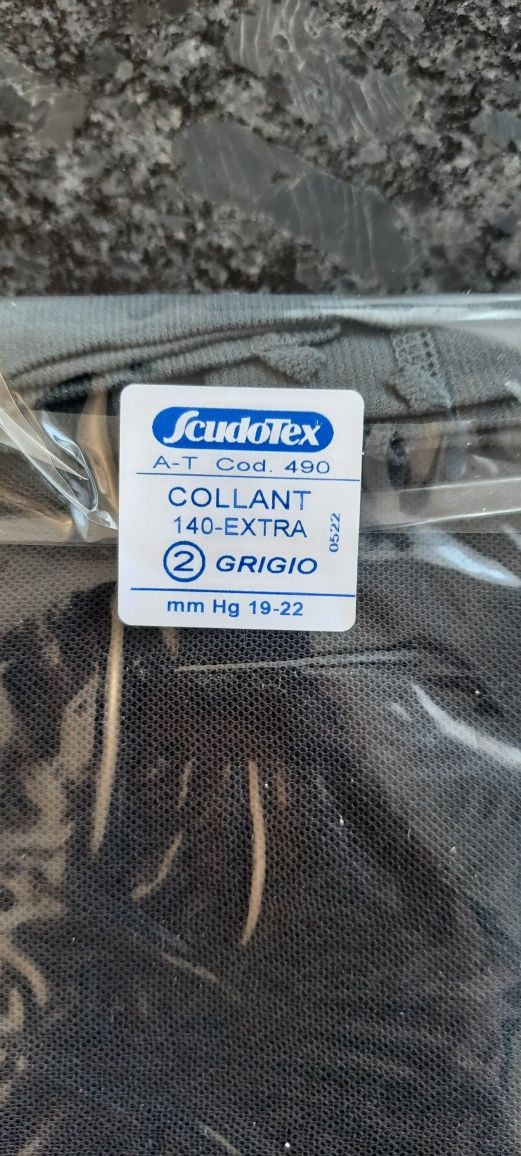 ScudoTex
A-T Cod. 490
COLLANT
140-EXTRA
0522
2 GRIGIO
mm Hg 19-22